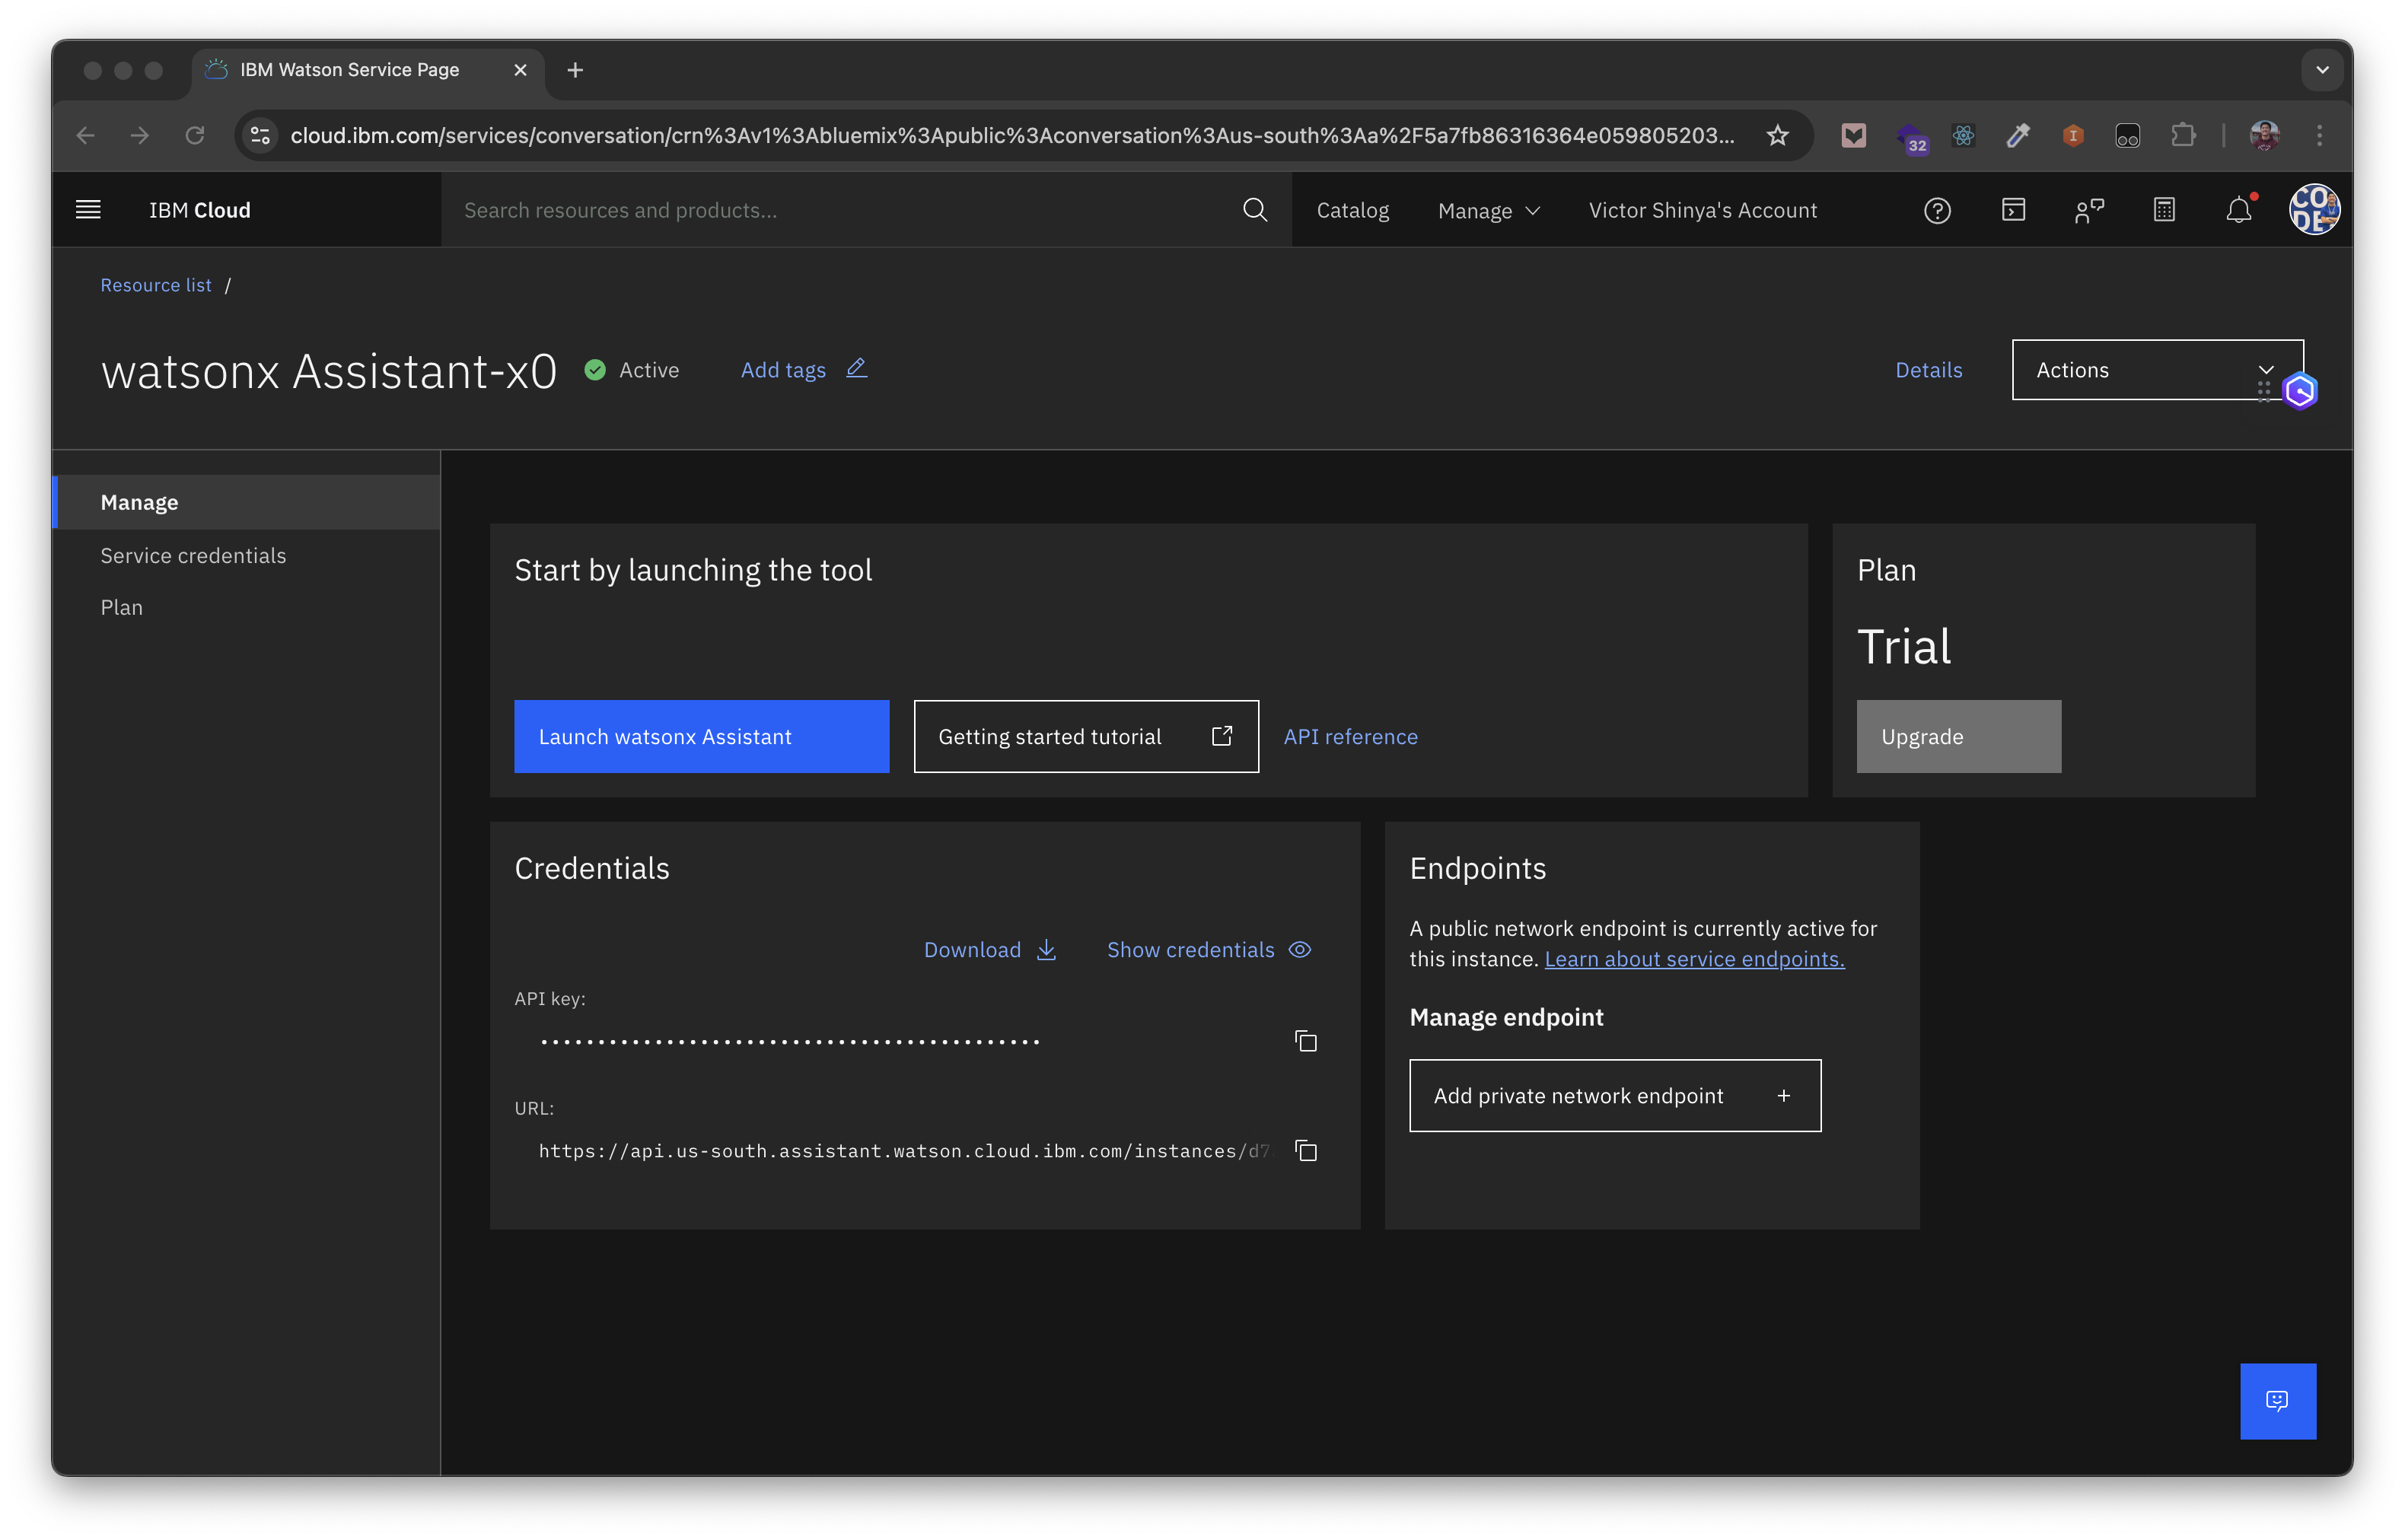 IBM Watson Service Page
cloud.ibm.com/services/conversation/crn%3Av1%3Abluemix%3Apublic%3Aconversation%3Aus-south%3Aa%2F5a7fb86316364e059805203...
32
IBM Cloud
Search resources and products...
Catalog
Manage
Victor Shinya's Account
CODE
Resource list /
watsonx Assistant-x0
Active
Add tags
Details
Actions
Manage
Service credentials
Plan
Start by launching the tool
Launch watsonx Assistant
Getting started tutorial
API reference
Plan
Trial
Upgrade
Credentials
Download
Show credentials
API key:
URL:
https://api.us-south.assistant.watson.cloud.ibm.com/instances/d7
Endpoints
A public network endpoint is currently active for
this instance. Learn about service endpoints.
Manage endpoint
Add private network endpoint +